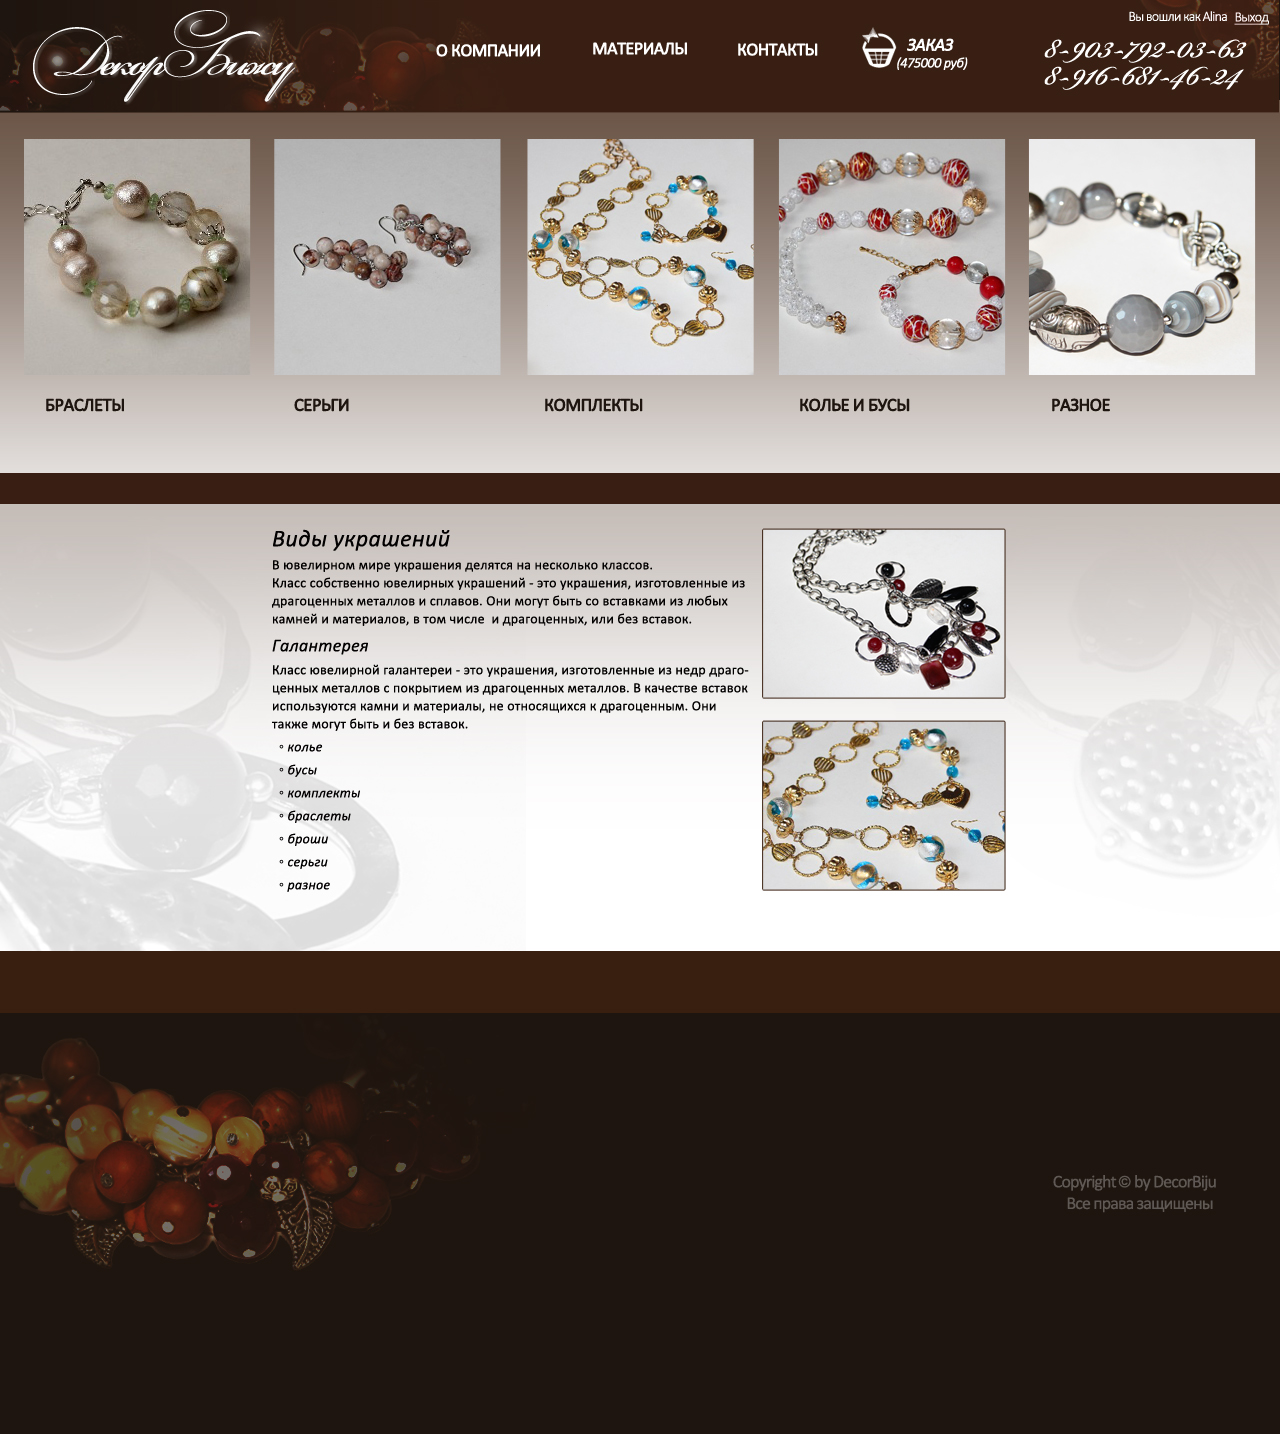 Вы вошли как Alina Выход
ДекорБижу
О КОМПАНИИ
МАТЕРИАЛЫ
КОНТАКТЫ
ЗАКАЗ
(475000 руб)
8-903-792-03-63
8-916-681-46-24
БРАСЛЕТЫ
СЕРЬГИ
КОМПЛЕКТЫ
КОЛЬЕ И БУСЫ
РАЗНОЕ
Виды украшений
В ювелирном мире украшения делятся на несколько классов.
Класс собственно ювелирных украшений - это украшения, изготовленные из
драгоценных металлов и сплавов. Они могут быть со вставками из любых
камней и материалов, в том числе и драгоценных, или без вставок.
Галантерея
Класс ювелирной галантереи - это украшения, изготовленные из недр драго-
ценных металлов с покрытием из драгоценных металлов. В качестве вставок
используются камни и материалы, не относящихся к драгоценным. Они
также могут быть и без вставок.
◦ колье
◦ бусы
◦ комплекты
◦ браслеты
◦ броши
◦ серьги
◦ разное
Copyright © by DecorBiju
Все права защищены